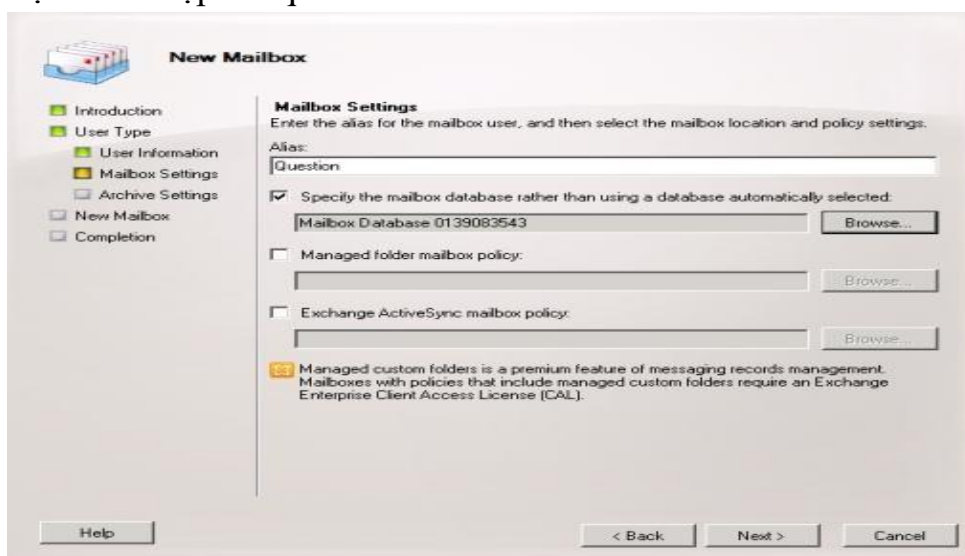 New Mailbox
Introduction
User Type
User Information
Mailbox Settings
Archive Settings
New Mailbox
Completion
Mailbox Settings
Enter the alias for the mailbox user, and then select the mailbox location and policy settings.
Alias:
Question
Specify the mailbox database rather than using a database automatically selected:
Mailbox Database 0139083543
Browse...
Managed folder mailbox policy:
Browse...
Exchange ActiveSync mailbox policy:
Browse...
Managed custom folders is a premium feature of messaging records management.
Mailboxes with policies that include managed custom folders require an Exchange
Enterprise Client Access License (CAL).
Help
< Back
Next >
Cancel